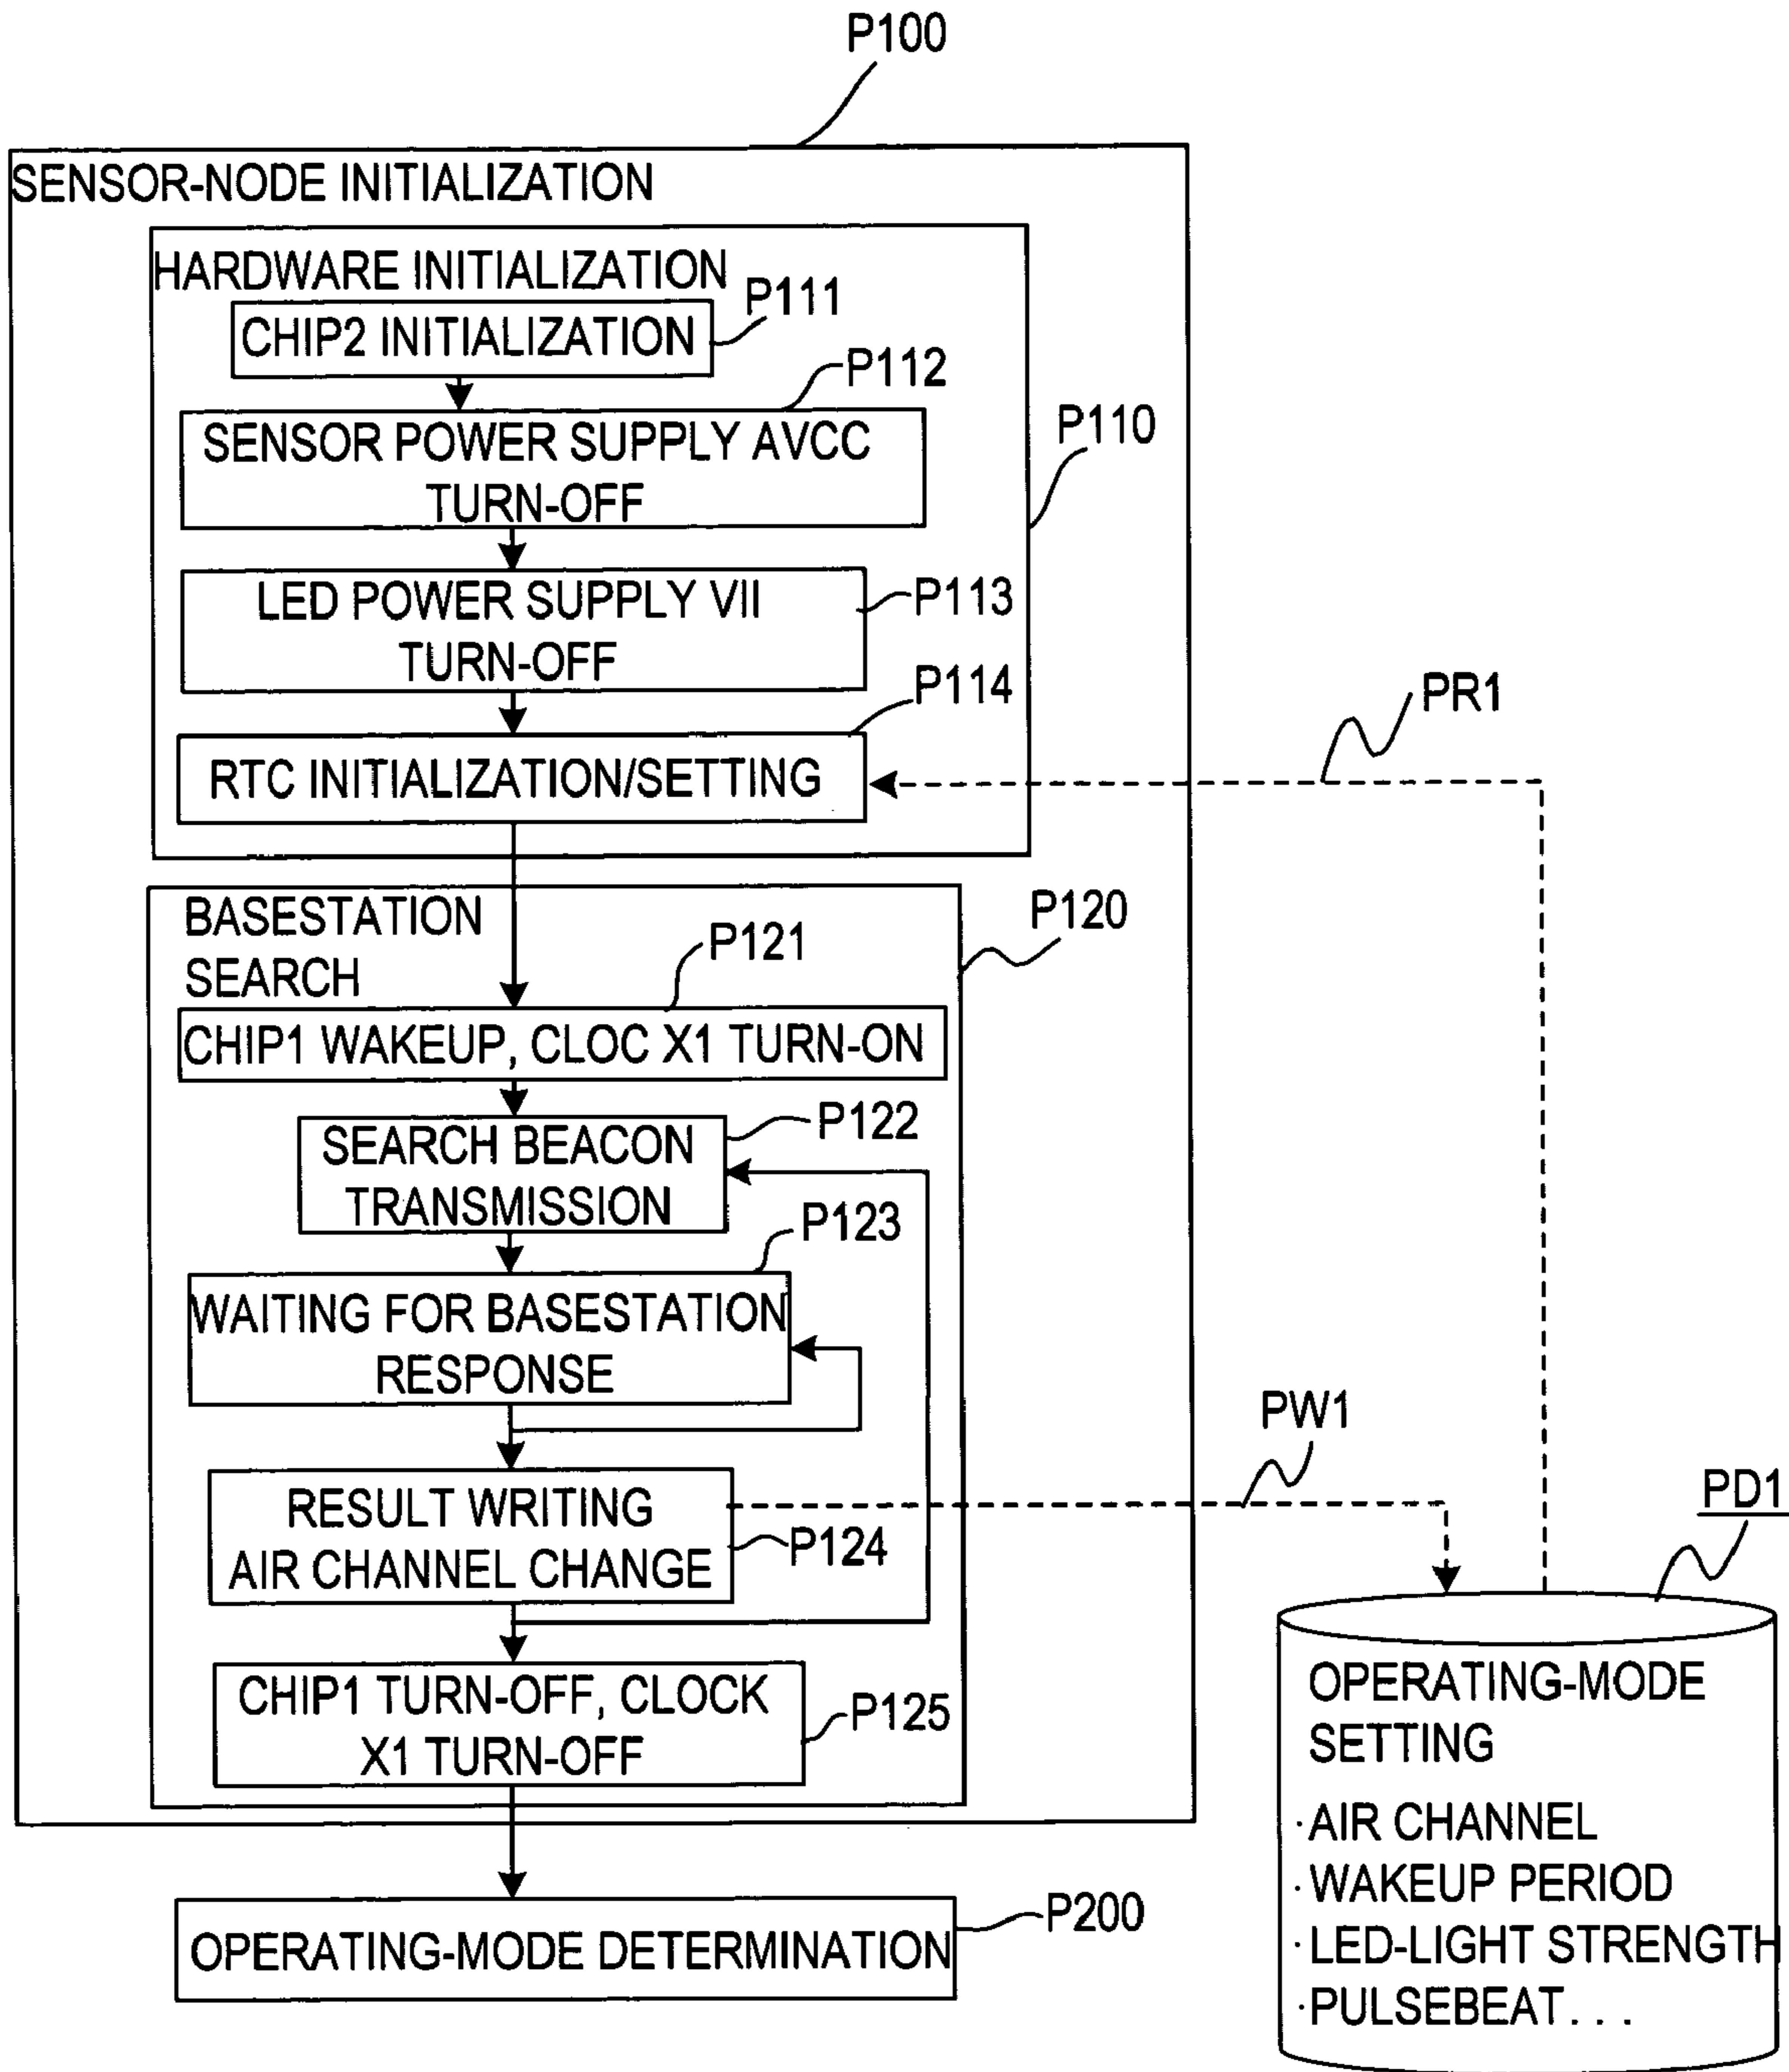 P100
SENSOR-NODE INITIALIZATION
HARDWARE INITIALIZATION
P111
CHIP2 INITIALIZATION
P112
SENSOR POWER SUPPLY AVCC
TURN-OFF
P110
LED POWER SUPPLY VII
TURN-OFF
P113
P114
RTC INITIALIZATION/SETTING
PR1
BASESTATION
SEARCH
P120
P121
CHIP1 WAKEUP, CLOC X1 TURN-ON
P122
SEARCH BEACON
TRANSMISSION
P123
WAITING FOR BASESTATION
RESPONSE
PW1
RESULT WRITING
AIR CHANNEL CHANGE
P124
PD1
CHIP1 TURN-OFF, CLOCK
X1 TURN-OFF
P125
OPERATING-MODE
SETTING
·AIR CHANNEL
·WAKEUP PERIOD
·LED-LIGHT STRENGTH
·PULSEBEAT...
P200
OPERATING-MODE DETERMINATION